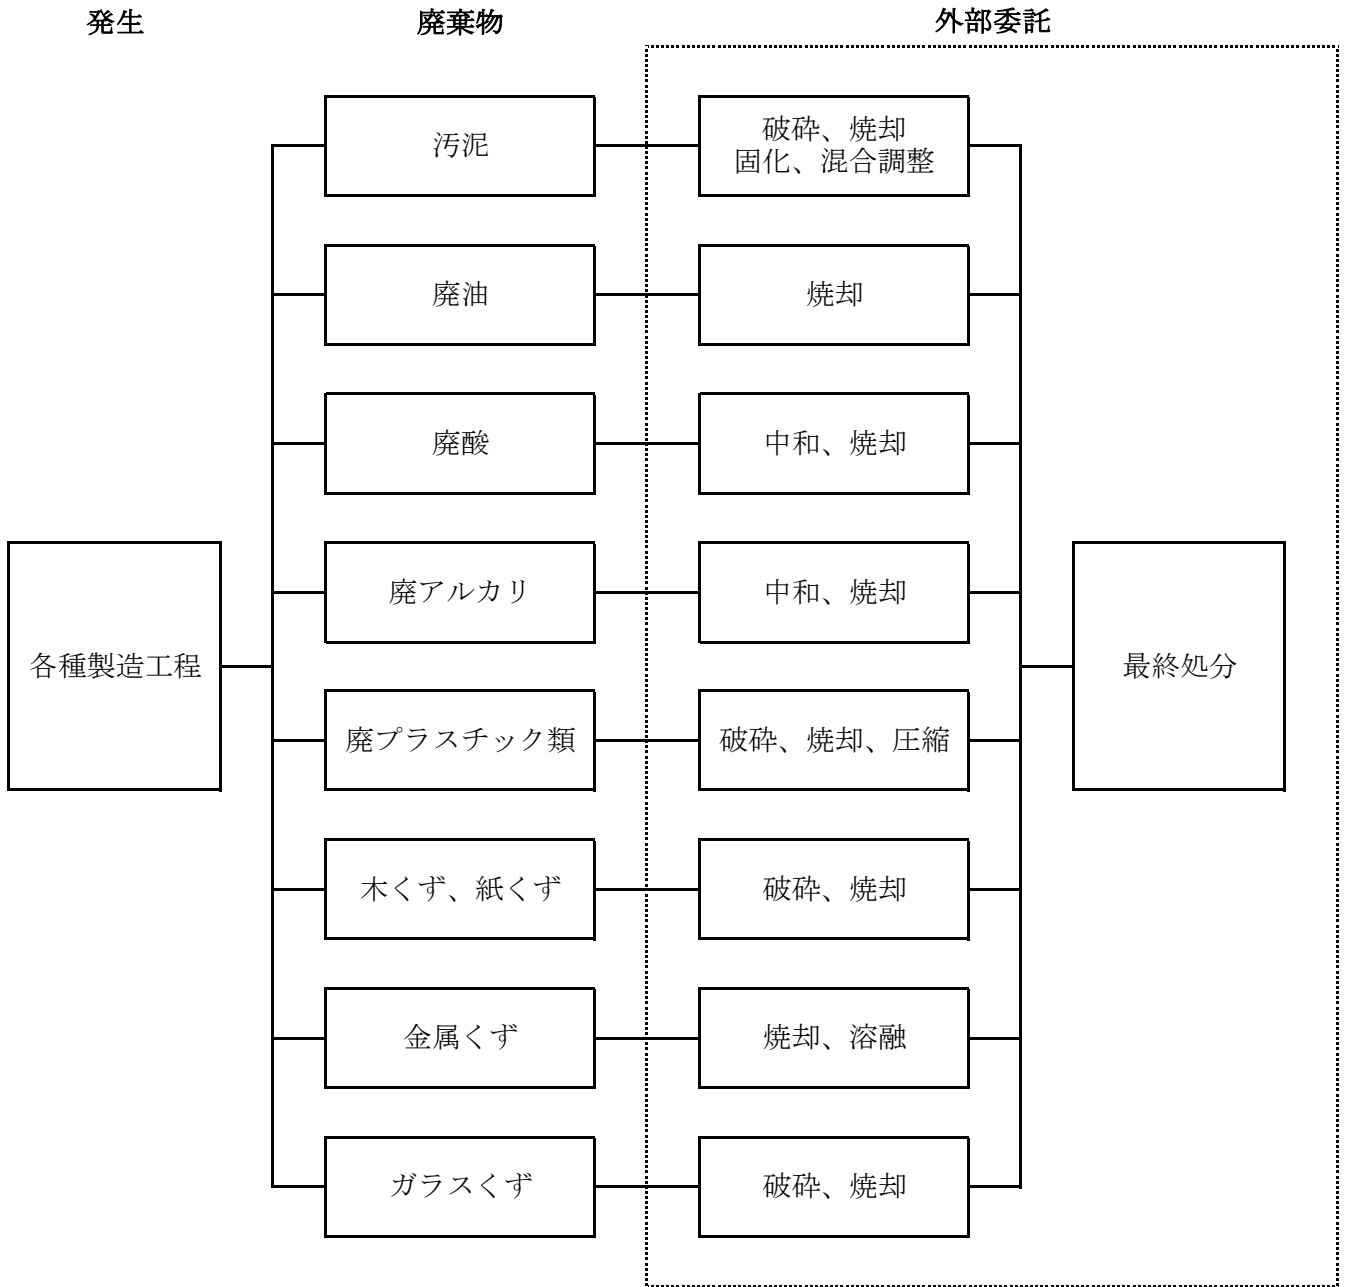 発生
廃棄物
外部委託
汚泥
破砕、焼却
固化、混合調整
廃油
焼却
廃酸
中和、焼却
廃アルカリ
中和、焼却
各種製造工程
最終処分
廃プラスチック類
破砕、焼却、圧縮
木くず、紙くず
破砕、焼却
金属くず
焼却、溶融
ガラスくず
破砕、焼却